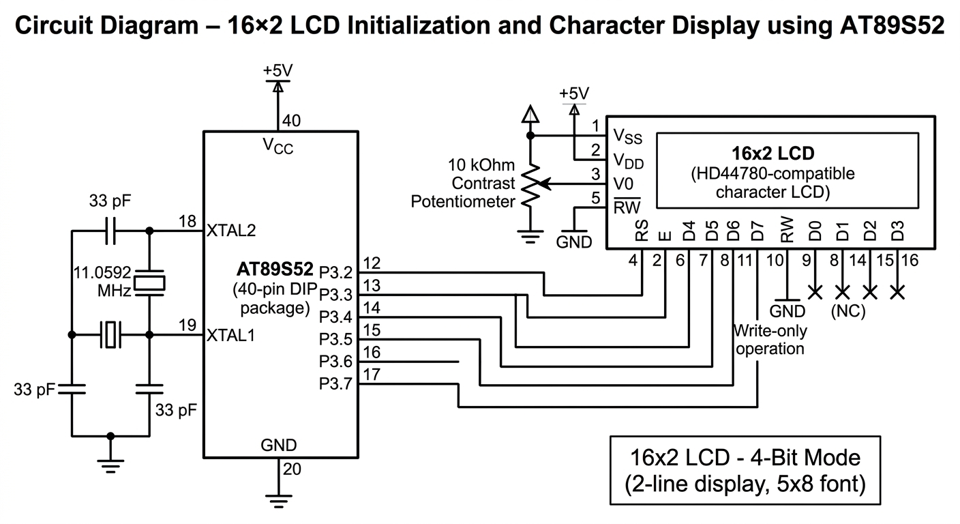 Circuit Diagram – 16×2 LCD Initialization and Character Display using AT89S52
+5V
40
VCC
33 pF
18
XTAL2
11.0592
MHz
19
XTAL1
33 pF
33 pF
AT89S52
(40-pin DIP
package)
GND
20
P3.2
12
P3.3
13
P3.4
14
P3.5
15
P3.6
16
P3.7
17
+5V
10 kOhm
Contrast
Potentiometer
1
VSS
2
VDD
3
V0
5
RW
GND
16x2 LCD
(HD44780-compatible
character LCD)
RS
E
D4
D5
D6
D7
RW
D0
D1
D2
D3
4
2
6
7
8
11
10
9
8
14
15
16
GND
(NC)
Write-only
operation
16x2 LCD - 4-Bit Mode
(2-line display, 5x8 font)